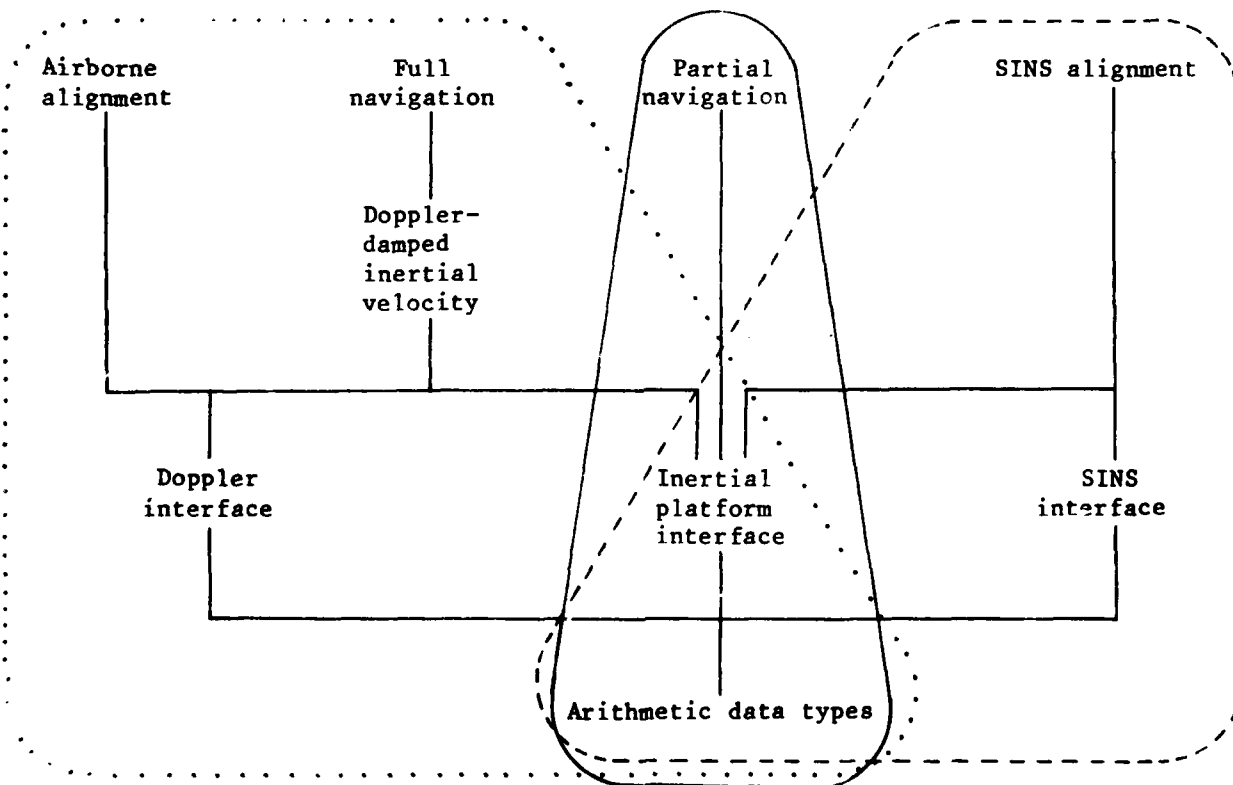 Airborne
alignment
Full
navigation
Partial
navigation
SINS alignment
Doppler-
damped
inertial
velocity
Doppler
interface
Inertial
platform
interface
SINS
interface
Arithmetic data types